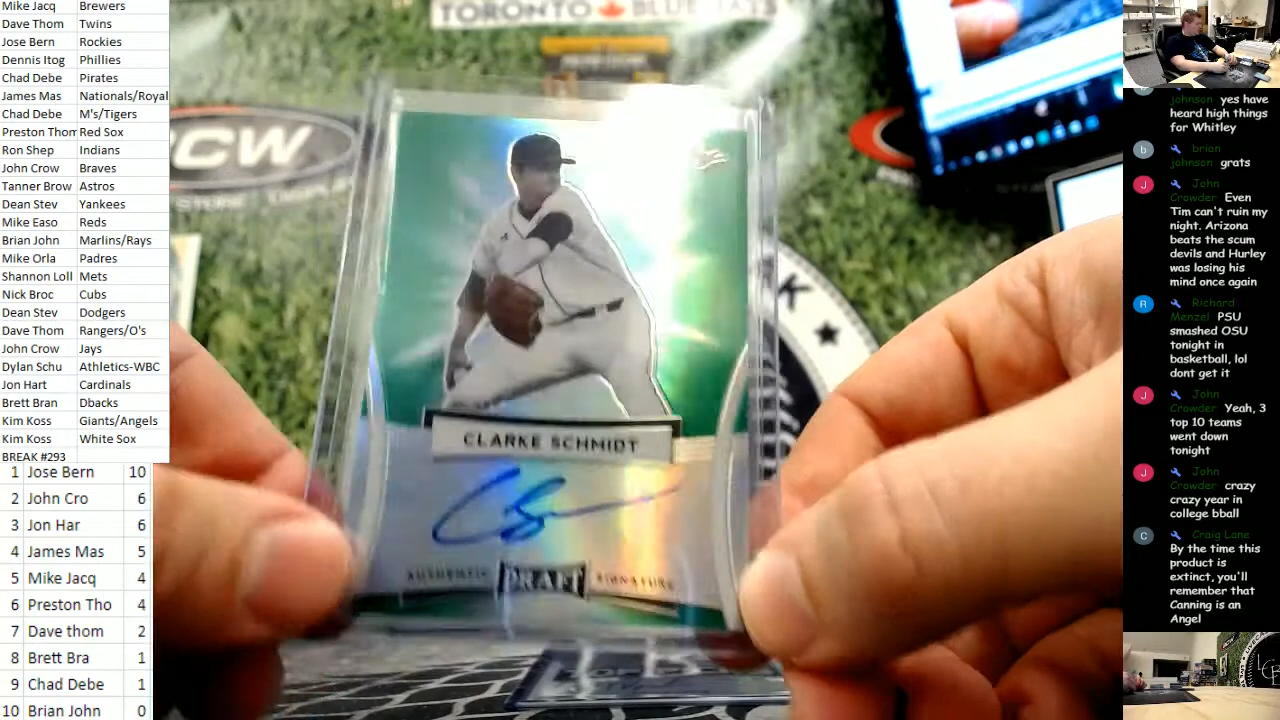 Mike Jacq Brewers
Dave Thom Twins
Jose Bern Rockies
Dennis Itog Phillies
Chad Debe Pirates
James Mas Nationals/Royal
Chad Debe M's/Tigers
Preston Thom Red Sox
Ron Shep Indians
John Crow Braves
Tanner Brow Astros
Dean Stev Yankees
Mike Easo Reds
Brian John Marlins/Rays
Mike Orla Padres
Shannon Loll Mets
Nick Broc Cubs
Dean Stev Dodgers
Dave Thom Rangers/O's
John Crow Jays
Dylan Schu Athletics-WBC
Jon Hart Cardinals
Brett Bran Dbacks
Kim Koss Giants/Angels
Kim Koss White Sox
BREAK #293
1 Jose Bern 10
2 John Cro 6
3 Jon Har 6
4 James Mas 5
5 Mike Jacq 4
6 Preston Tho 4
7 Dave thom 2
8 Brett Bra 1
9 Chad Debe 1
10 Brian John 0
TORONTO BLUE JAYS
CW
CLARKE SCHMIDT
AUTHENTIC DRAFT SIGNATURE
johnson yes have
heard high things
for Whitley
brian
johnson grats
John
Crowder Even
Tim can't ruin my
night. Arizona
beats the scum
devils and Hurley
was losing his
mind once again
Richard
Menzel PSU
smashed OSU
tonight in
basketball, lol
dont get it
John
Crowder Yeah, 3
top 10 teams
went down
tonight
John
Crowder crazy
crazy year in
college bball
Craig Lane
By the time this
product is
extinct, you'll
remember that
Canning is an
Angel